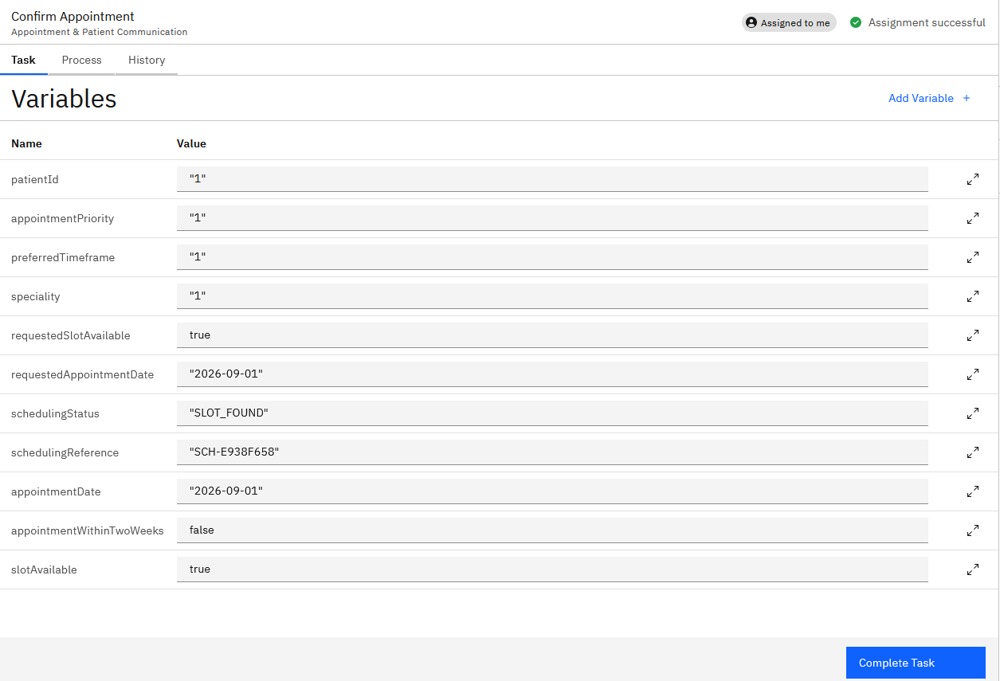 Confirm Appointment
Appointment & Patient Communication
Assigned to me
Assignment successful
Task Process History
Variables
Add Variable +
Name Value
patientId "1"
appointmentPriority "1"
preferredTimeframe "1"
speciality "1"
requestedSlotAvailable true
requestedAppointmentDate "2026-09-01"
schedulingStatus "SLOT_FOUND"
schedulingReference "SCH-E938F658"
appointmentDate "2026-09-01"
appointmentWithinTwoWeeks false
slotAvailable true
Complete Task